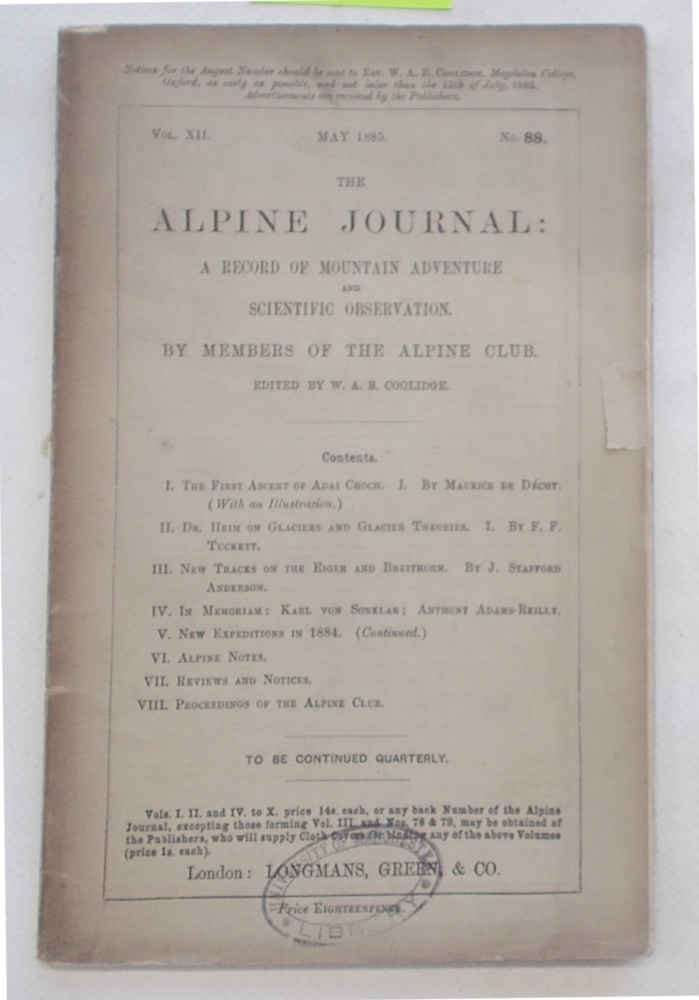 Notices for the August Number should be sent to Rev. W. A. B. Coolidge, Magdalen College,
Oxford, as early as possible, and not later than the 15th of July, 1885.
Advertisements are received by the Publishers.
Vol. XII. MAY 1885. No. 88.
THE
ALPINE JOURNAL:
A RECORD OF MOUNTAIN ADVENTURE
AND
SCIENTIFIC OBSERVATION.
BY MEMBERS OF THE ALPINE CLUB.
EDITED BY W. A. B. COOLIDGE.
Contents.
I. The First Ascent of Adai Choch. I. By Maurice de Déchy.
(With an Illustration.)
II. Dr. Heim on Glaciers and Glacier Theories. I. By F. F.
Tuckett.
III. New Tracks on the Eiger and Breithorn. By J. Stafford
Anderson.
IV. In Memoriam: Karl von Sonklar; Anthony Adams-Reilly.
V. New Expeditions in 1884. (Continued.)
VI. Alpine Notes.
VII. Reviews and Notices.
VIII. Proceedings of the Alpine Club.
TO BE CONTINUED QUARTERLY.
Vols. I. II. and IV. to X. price 14s. each, or any back Number of the Alpine
Journal, excepting those forming Vol. III. and Nos. 78 & 79, may be obtained of
the Publishers, who will supply Cloth Covers for binding any of the above Volumes
(price 1s. each).
London: LONGMANS, GREEN, & CO.
Price Eighteenpence.
UNIVERSITY OF MANCHESTER
LIBRARY